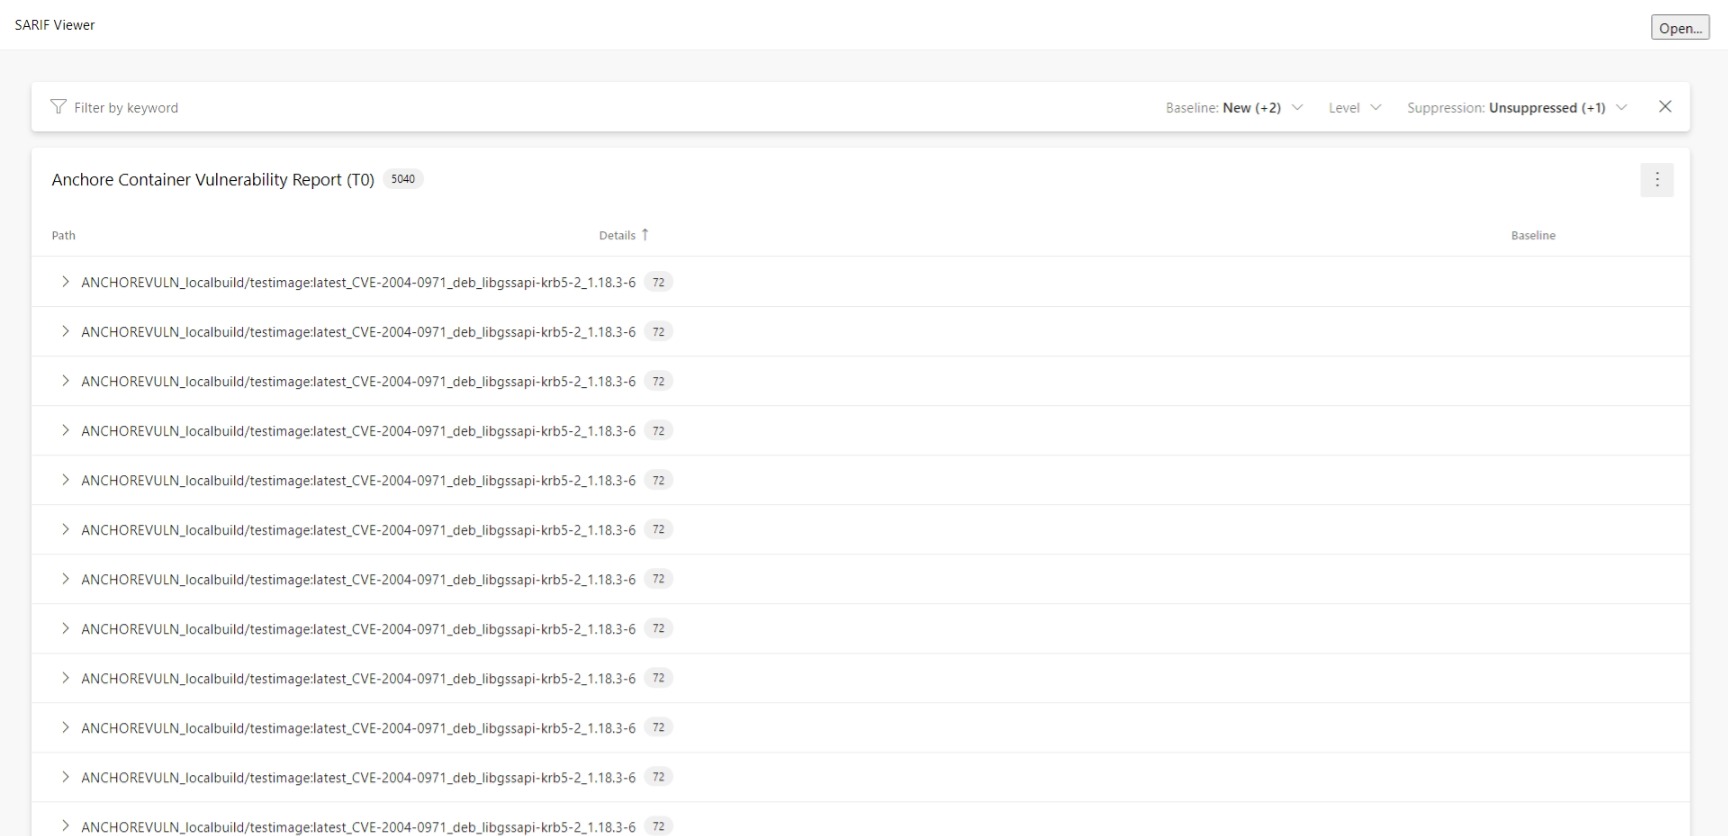 SARIF Viewer
Open...
Filter by keyword
Baseline: New (+2)
Level
Suppression: Unsuppressed (+1)
Anchore Container Vulnerability Report (T0) 5040
Path Details ↑ Baseline
ANCHOREVULN_localbuild/testimage:latest_CVE-2004-0971_deb_libgssapi-krb5-2_1.18.3-6 72
ANCHOREVULN_localbuild/testimage:latest_CVE-2004-0971_deb_libgssapi-krb5-2_1.18.3-6 72
ANCHOREVULN_localbuild/testimage:latest_CVE-2004-0971_deb_libgssapi-krb5-2_1.18.3-6 72
ANCHOREVULN_localbuild/testimage:latest_CVE-2004-0971_deb_libgssapi-krb5-2_1.18.3-6 72
ANCHOREVULN_localbuild/testimage:latest_CVE-2004-0971_deb_libgssapi-krb5-2_1.18.3-6 72
ANCHOREVULN_localbuild/testimage:latest_CVE-2004-0971_deb_libgssapi-krb5-2_1.18.3-6 72
ANCHOREVULN_localbuild/testimage:latest_CVE-2004-0971_deb_libgssapi-krb5-2_1.18.3-6 72
ANCHOREVULN_localbuild/testimage:latest_CVE-2004-0971_deb_libgssapi-krb5-2_1.18.3-6 72
ANCHOREVULN_localbuild/testimage:latest_CVE-2004-0971_deb_libgssapi-krb5-2_1.18.3-6 72
ANCHOREVULN_localbuild/testimage:latest_CVE-2004-0971_deb_libgssapi-krb5-2_1.18.3-6 72
ANCHOREVULN_localbuild/testimage:latest_CVE-2004-0971_deb_libgssapi-krb5-2_1.18.3-6 72
ANCHOREVULN_localbuild/testimage:latest_CVE-2004-0971_deb_libgssapi-krb5-2_1.18.3-6 72